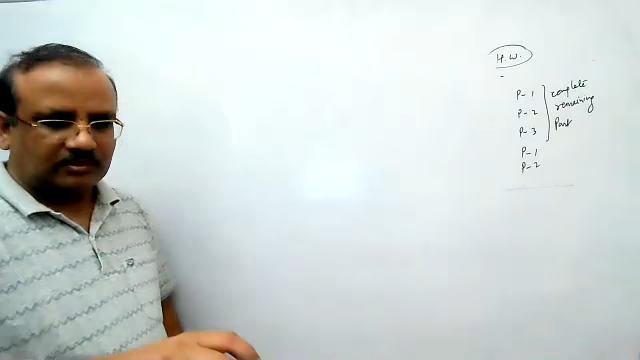 H.W.
P-1 complete
P-2 remaining
P-3 Part
P-1
P-2